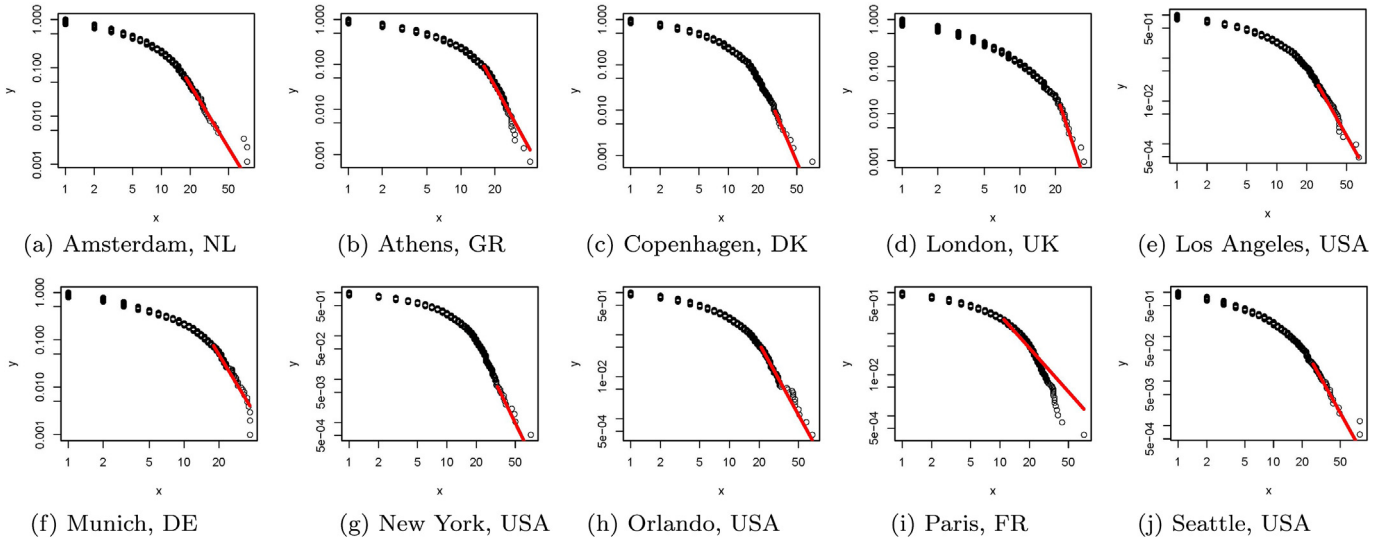 y
1.000
0.100
0.010
0.001
1 2 5 10 20 50
x
(a) Amsterdam, NL
y
1.000
0.100
0.010
0.001
1 2 5 10 20
x
(b) Athens, GR
y
1.000
0.100
0.010
0.001
1 2 5 10 20 50
x
(c) Copenhagen, DK
y
1.000
0.100
0.010
0.001
1 2 5 10 20
x
(d) London, UK
y
5e-01
1e-02
5e-04
1 2 5 10 20 50
x
(e) Los Angeles, USA
y
1.000
0.100
0.010
0.001
1 2 5 10 20
x
(f) Munich, DE
y
5e-01
5e-02
5e-03
5e-04
1 2 5 10 20 50
x
(g) New York, USA
y
5e-01
1e-02
5e-04
1 2 5 10 20 50
x
(h) Orlando, USA
y
5e-01
1e-02
5e-04
1 2 5 10 20 50
x
(i) Paris, FR
y
5e-01
5e-02
5e-03
5e-04
1 2 5 10 20 50
x
(j) Seattle, USA